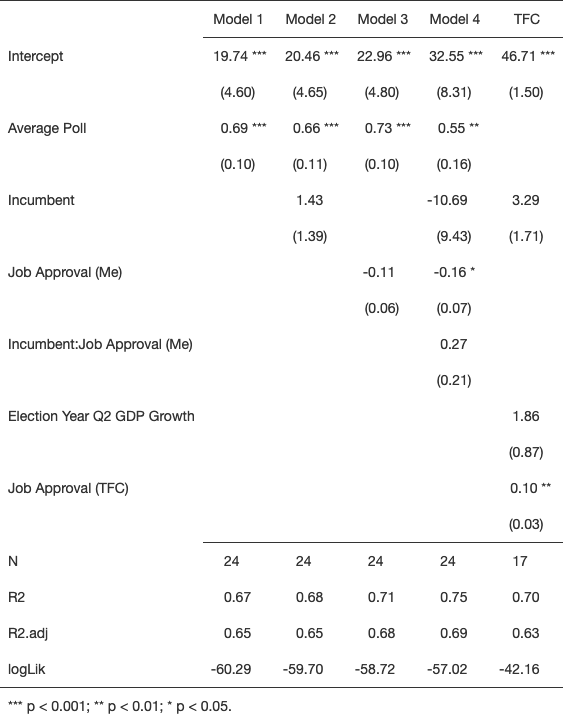 Model 1 Model 2 Model 3 Model 4 TFC
Intercept 19.74 *** 20.46 *** 22.96 *** 32.55 *** 46.71 ***
(4.60) (4.65) (4.80) (8.31) (1.50)
Average Poll 0.69 *** 0.66 *** 0.73 *** 0.55 **
(0.10) (0.11) (0.10) (0.16)
Incumbent 1.43 -10.69 3.29
(1.39) (9.43) (1.71)
Job Approval (Me) -0.11 -0.16 *
(0.06) (0.07)
Incumbent:Job Approval (Me) 0.27
(0.21)
Election Year Q2 GDP Growth 1.86
(0.87)
Job Approval (TFC) 0.10 **
(0.03)
N 24 24 24 24 17
R2 0.67 0.68 0.71 0.75 0.70
R2.adj 0.65 0.65 0.68 0.69 0.63
logLik -60.29 -59.70 -58.72 -57.02 -42.16
*** p < 0.001; ** p < 0.01; * p < 0.05.